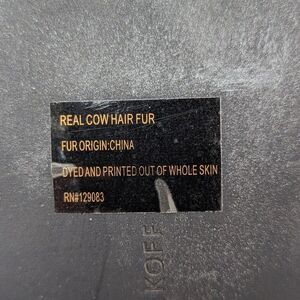 REAL COW HAIR FUR
FUR ORIGIN:CHINA
DYED AND PRINTED OUT OF WHOLE SKIN
RN#129083